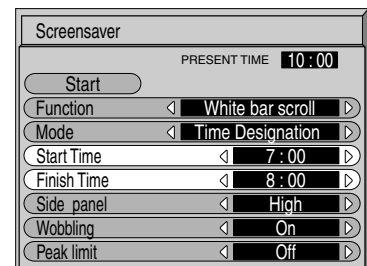 Screensaver
PRESENT TIME 10 : 00
Start
Function White bar scroll
Mode Time Designation
Start Time 7 : 00
Finish Time 8 : 00
Side panel High
Wobbling On
Peak limit Off